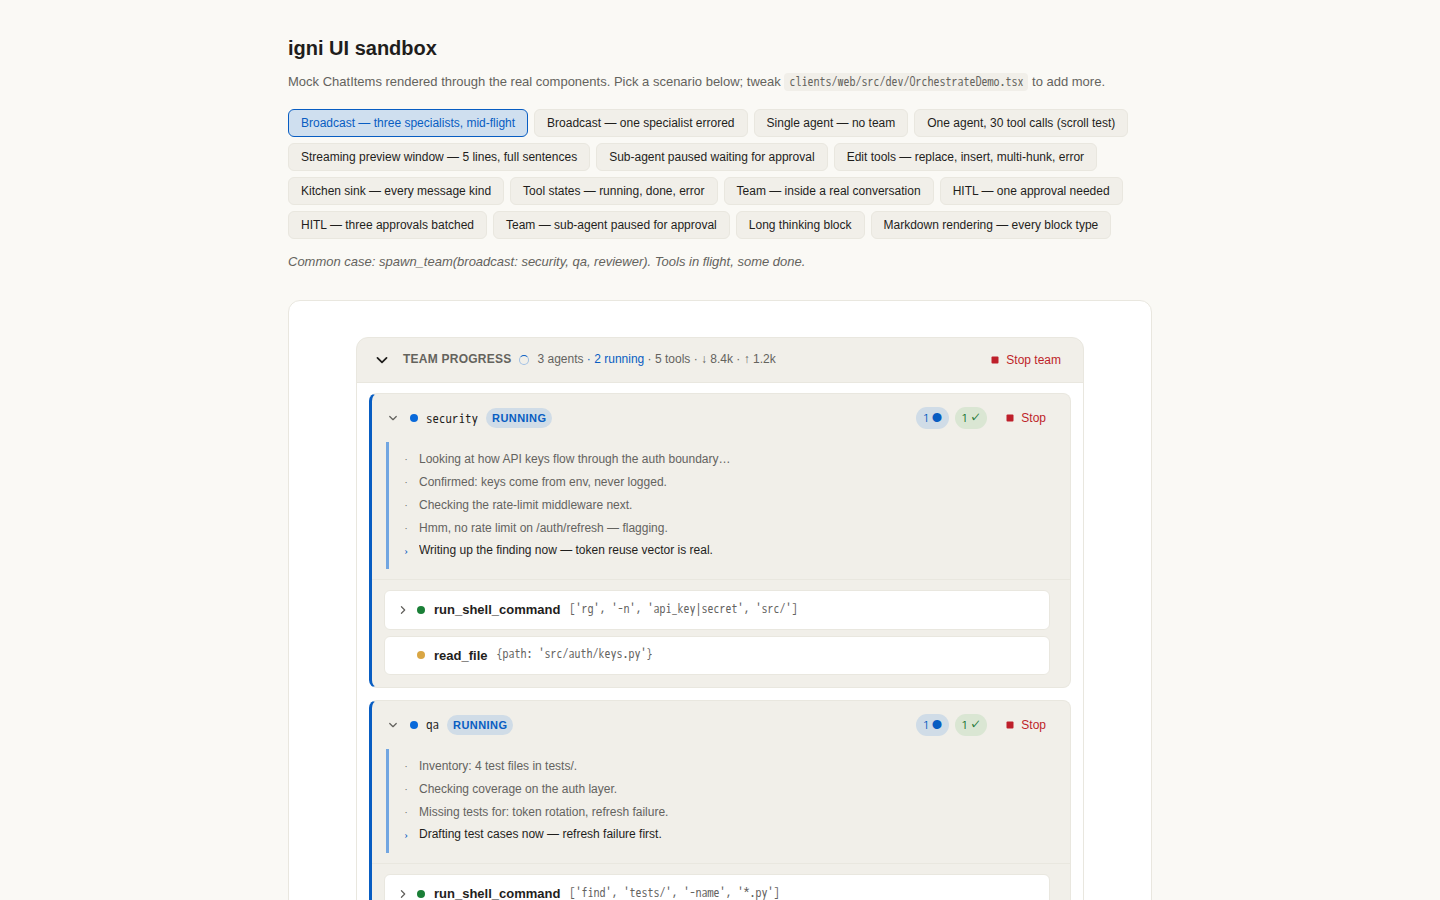 igni UI sandbox
Mock ChatItems rendered through the real components. Pick a scenario below; tweak clients/web/src/dev/OrchestrateDemo.tsx to add more.
Broadcast — three specialists, mid-flight
Broadcast — one specialist errored
Single agent — no team
One agent, 30 tool calls (scroll test)
Streaming preview window — 5 lines, full sentences
Sub-agent paused waiting for approval
Edit tools — replace, insert, multi-hunk, error
Kitchen sink — every message kind
Tool states — running, done, error
Team — inside a real conversation
HITL — one approval needed
HITL — three approvals batched
Team — sub-agent paused for approval
Long thinking block
Markdown rendering — every block type
Common case: spawn_team(broadcast: security, qa, reviewer). Tools in flight, some done.
TEAM PROGRESS 3 agents · 2 running · 5 tools · ↓ 8.4k · ↑ 1.2k Stop team
security RUNNING 1 ● 1 ✓ Stop
· Looking at how API keys flow through the auth boundary…
· Confirmed: keys come from env, never logged.
· Checking the rate-limit middleware next.
· Hmm, no rate limit on /auth/refresh — flagging.
› Writing up the finding now — token reuse vector is real.
run_shell_command ['rg', '-n', 'api_key|secret', 'src/']
read_file {path: 'src/auth/keys.py'}
qa RUNNING 1 ● 1 ✓ Stop
· Inventory: 4 test files in tests/.
· Checking coverage on the auth layer.
· Missing tests for: token rotation, refresh failure.
› Drafting test cases now — refresh failure first.
run_shell_command ['find', 'tests/', '-name', '*.py']